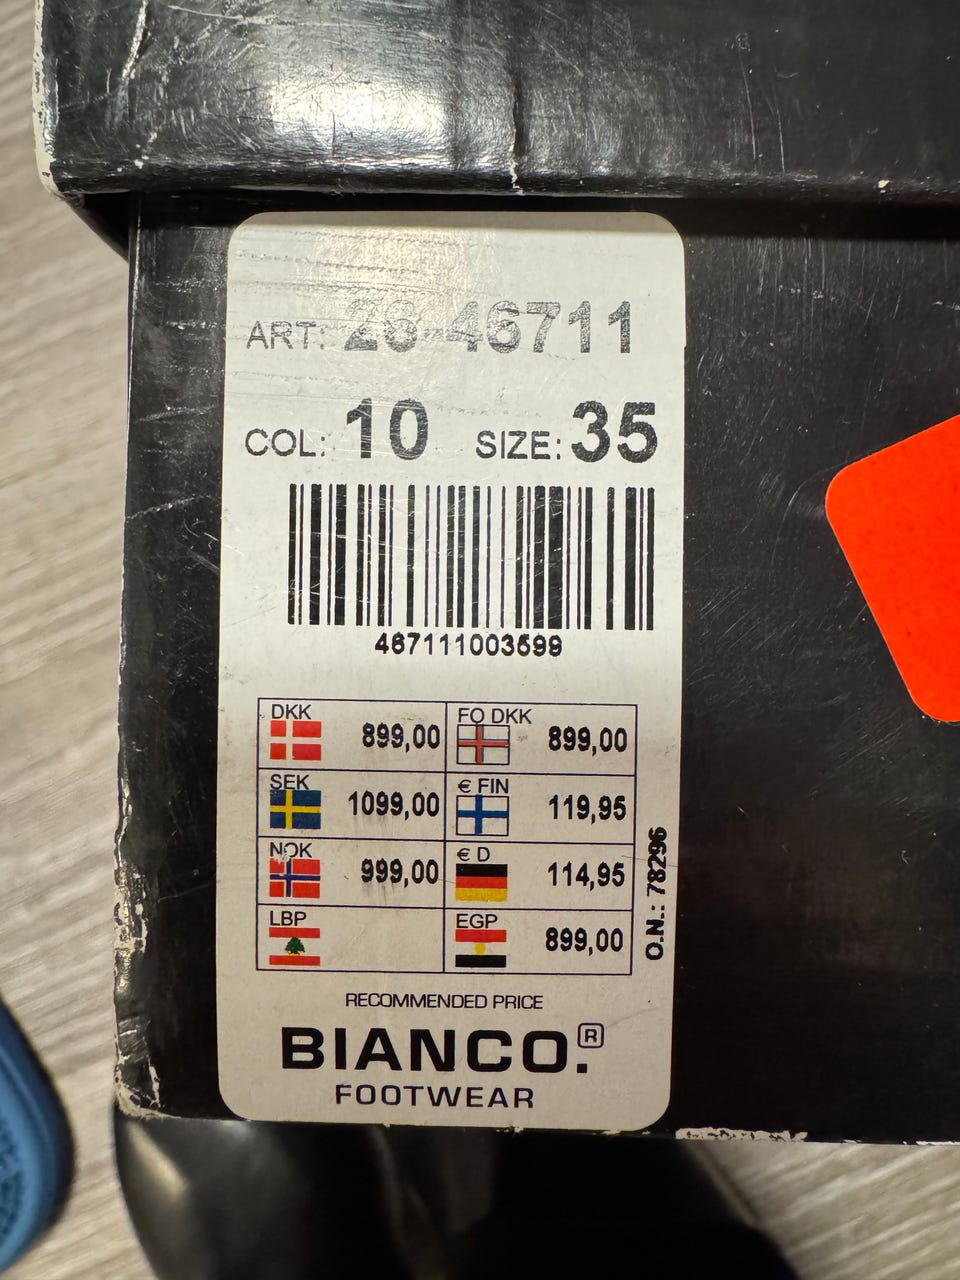 ART: 26-46711
COL: 10 SIZE: 35
467111003599
DKK 899,00 FO DKK 899,00
SEK 1099,00 € FIN 119,95
NOK 999,00 € D 114,95
LBP EGP 899,00
O.N.: 78296
RECOMMENDED PRICE
BIANCO.®
FOOTWEAR